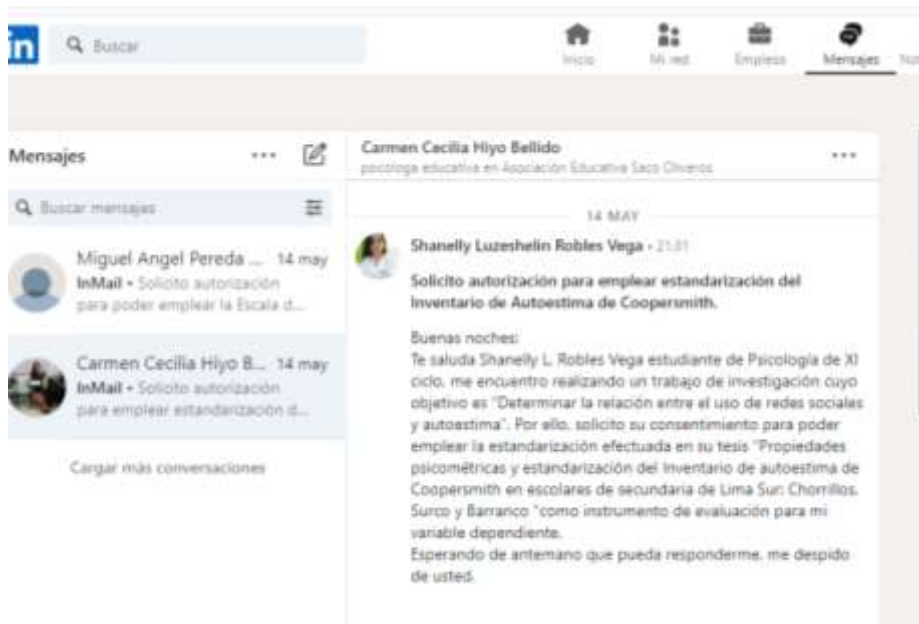 in
Buscar
Inicio
Mi red
Empleos
Mensajes
Mensajes
Buscar mensajes
Miguel Angel Pereda ... 14 may
InMail • Solicito autorización
para poder emplear la Escala d...
Carmen Cecilia Hiyo B... 14 may
InMail • Solicito autorización
para emplear estandarización d...
Cargar más conversaciones
Carmen Cecilia Hiyo Bellido
psicologa educativa en Asociación Educativa Saco Oliveros
14 MAY
Shanelly Luzeshelin Robles Vega •
Solicito autorización para emplear estandarización del
Inventario de Autoestima de Coopersmith.
Buenas noches:
Te saluda Shanelly L. Robles Vega estudiante de Psicología de XI
ciclo, me encuentro realizando un trabajo de investigación cuyo
objetivo es "Determinar la relación entre el uso de redes sociales
y autoestima". Por ello, solicito su consentimiento para poder
emplear la estandarización efectuada en su tesis "Propiedades
psicométricas y estandarización del Inventario de autoestima de
Coopersmith en escolares de secundaria de Lima Sur: Chorrillos,
Surco y Barranco "como instrumento de evaluación para mi
variable dependiente.
Esperando de antemano que pueda responderme, me despido
de usted.